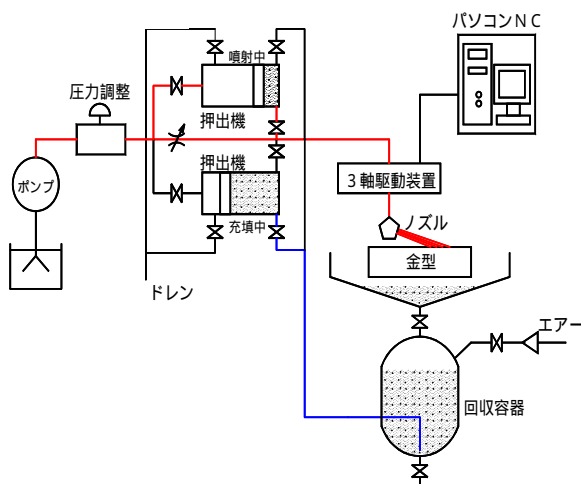 パソコンＮＣ
噴射中
圧力調整
押出機
押出機
ポンプ
３軸駆動装置
充填中
ノズル
金型
ドレン
エアー
回収容器